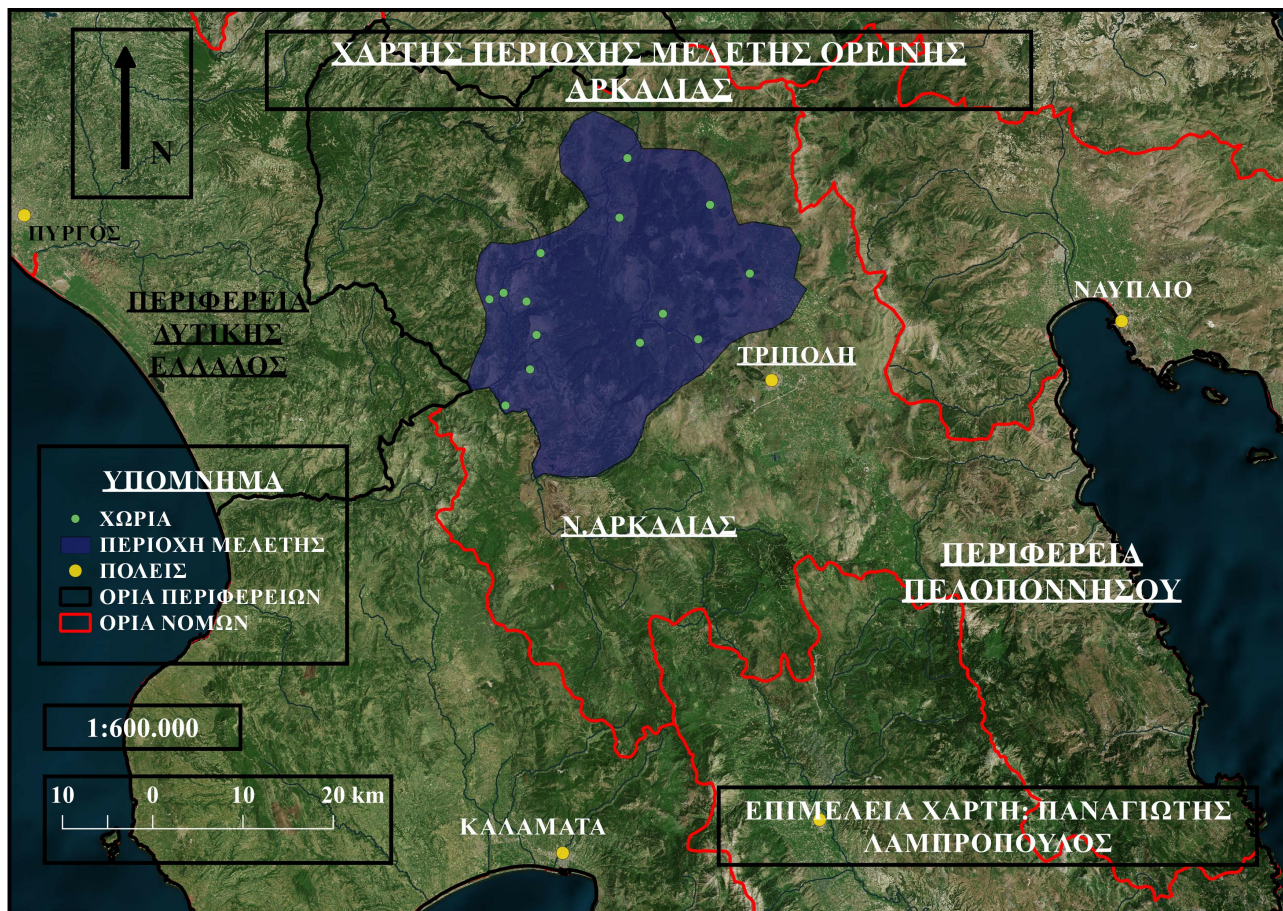 ΧΑΡΤΗΣ ΠΕΡΙΟΧΗΣ ΜΕΛΕΤΗΣ ΟΡΕΙΝΗΣ
ΑΡΚΑΔΙΑΣ
N
ΠΥΡΓΟΣ
ΠΕΡΙΦΕΡΕΙΑ
ΔΥΤΙΚΗΣ
ΕΛΛΑΔΟΣ
ΝΑΥΠΛΙΟ
ΤΡΙΠΟΛΗ
ΥΠΟΜΝΗΜΑ
ΧΩΡΙΑ
ΠΕΡΙΟΧΗ ΜΕΛΕΤΗΣ
ΠΟΛΕΙΣ
ΟΡΙΑ ΠΕΡΙΦΕΡΕΙΩΝ
ΟΡΙΑ ΝΟΜΩΝ
Ν.ΑΡΚΑΔΙΑΣ
ΠΕΡΙΦΕΡΕΙΑ
ΠΕΛΟΠΟΝΝΗΣΟΥ
1:600.000
10 0 10 20 km
ΚΑΛΑΜΑΤΑ
ΕΠΙΜΕΛΕΙΑ ΧΑΡΤΗ: ΠΑΝΑΓΙΩΤΗΣ
ΛΑΜΠΡΟΠΟΥΛΟΣ